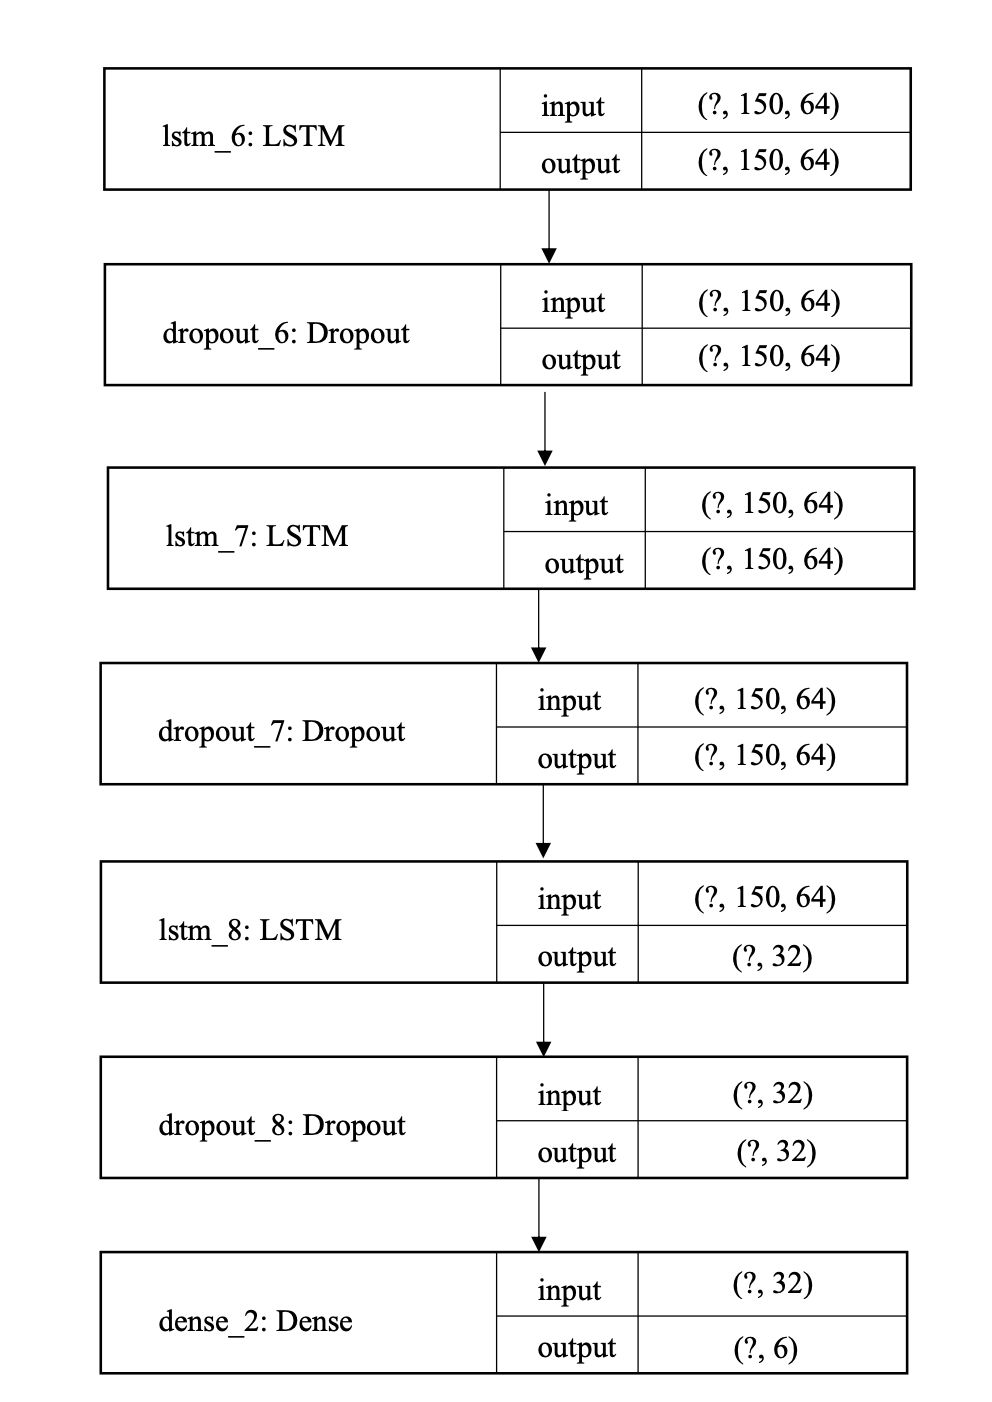 input (?, 150, 64)
lstm_6: LSTM
output (?, 150, 64)
input (?, 150, 64)
dropout_6: Dropout
output (?, 150, 64)
input (?, 150, 64)
lstm_7: LSTM
output (?, 150, 64)
input (?, 150, 64)
dropout_7: Dropout
output (?, 150, 64)
input (?, 150, 64)
lstm_8: LSTM
output (?, 32)
input (?, 32)
dropout_8: Dropout
output (?, 32)
input (?, 32)
dense_2: Dense
output (?, 6)